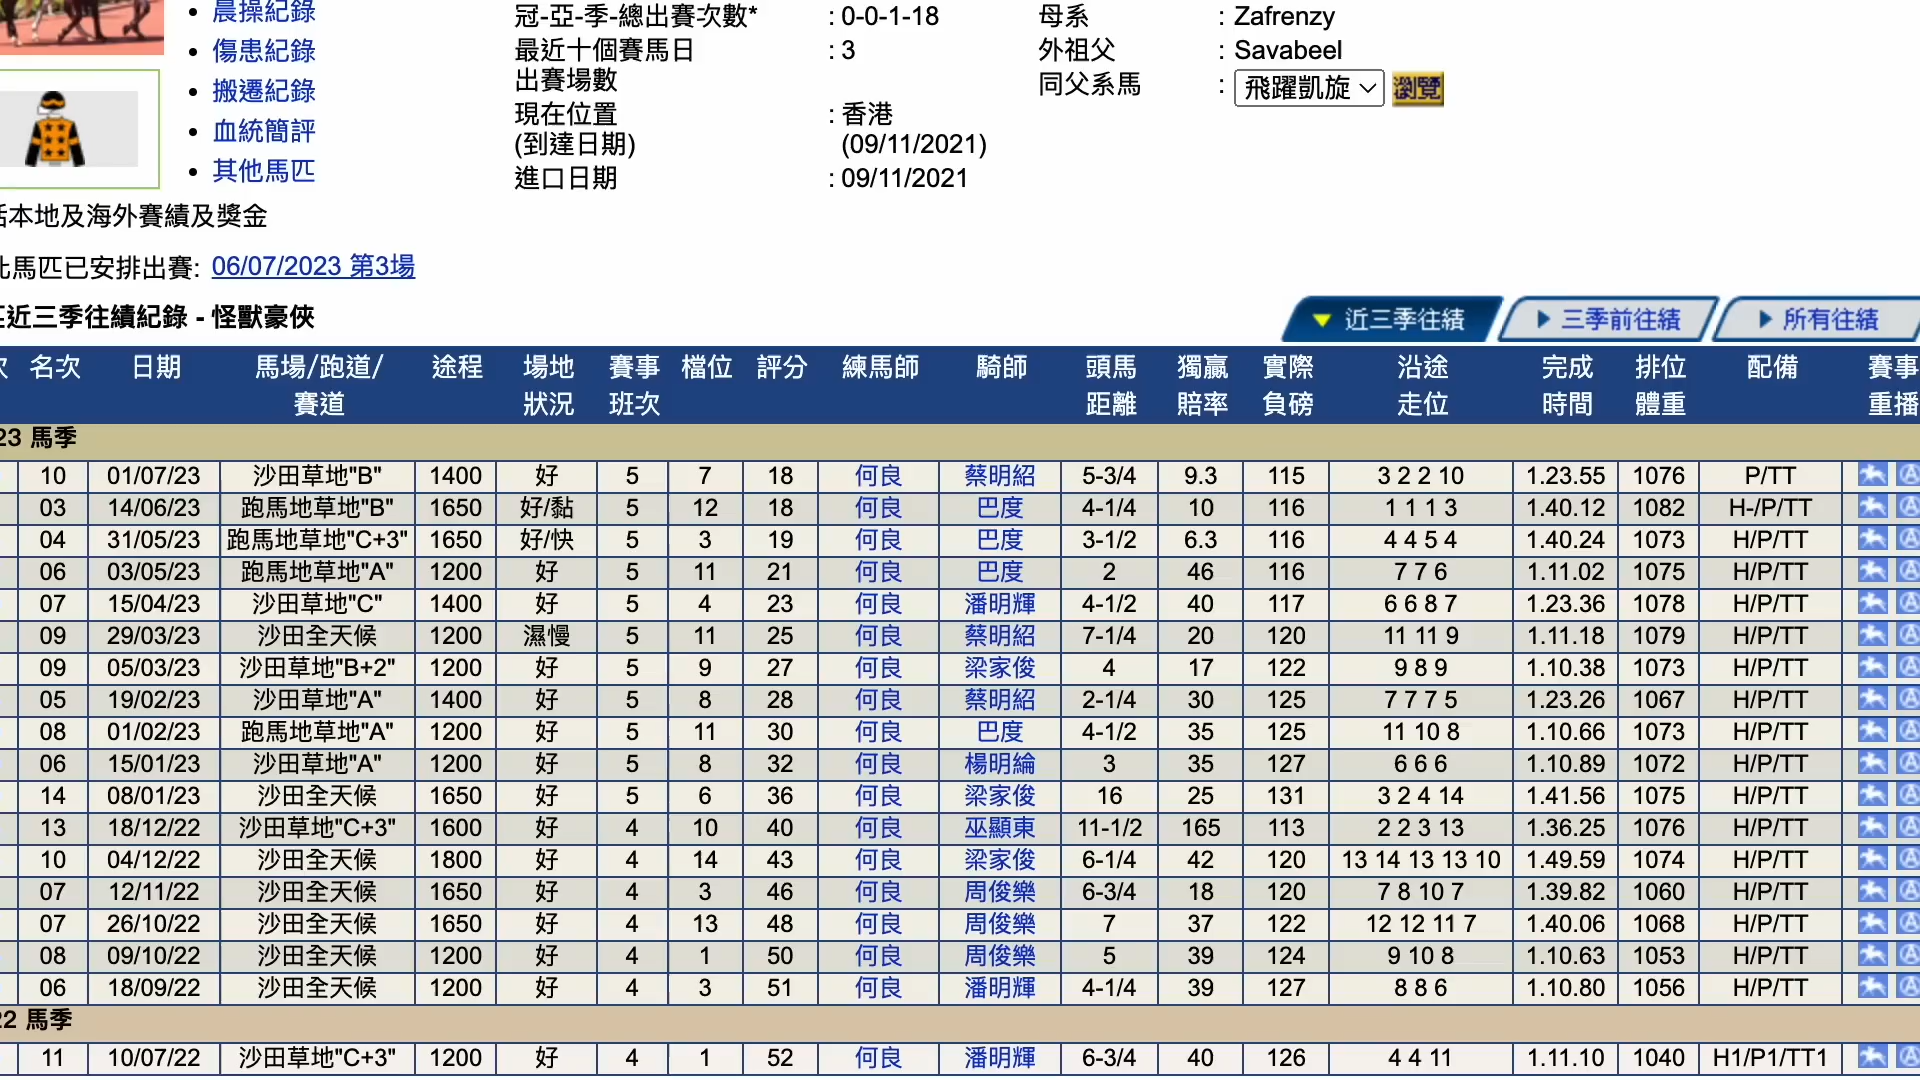 晨操紀錄
傷患紀錄
搬遷紀錄
血統簡評
其他馬匹
冠-亞-季-總出賽次數* : 0-0-1-18
最近十個賽馬日 : 3
出賽場數
現在位置 : 香港
(到達日期) (09/11/2021)
進口日期 : 09/11/2021
母系 : Zafrenzy
外祖父 : Savabeel
同父系馬 : 飛躍凱旋 瀏覽
本地及海外賽績及獎金
馬匹已安排出賽: 06/07/2023 第3場
近三季往績紀錄 - 怪獸豪俠
近三季往績 三季前往績 所有往績
名次 日期 馬場/跑道/ 途程 場地 賽事 檔位 評分 練馬師 騎師 頭馬 獨贏 實際 沿途 完成 排位 配備 賽事
賽道 狀況 班次 距離 賠率 負磅 走位 時間 體重 重播
23 馬季
10 01/07/23 沙田草地"B" 1400 好 5 7 18 何良 蔡明紹 5-3/4 9.3 115 3 2 2 10 1.23.55 1076 P/TT
03 14/06/23 跑馬地草地"B" 1650 好/黏 5 12 18 何良 巴度 4-1/4 10 116 1 1 1 3 1.40.12 1082 H-/P/TT
04 31/05/23 跑馬地草地"C+3" 1650 好/快 5 3 19 何良 巴度 3-1/2 6.3 116 4 4 5 4 1.40.24 1073 H/P/TT
06 03/05/23 跑馬地草地"A" 1200 好 5 11 21 何良 巴度 2 46 116 7 7 6 1.11.02 1075 H/P/TT
07 15/04/23 沙田草地"C" 1400 好 5 4 23 何良 潘明輝 4-1/2 40 117 6 6 8 7 1.23.36 1078 H/P/TT
09 29/03/23 沙田全天候 1200 濕慢 5 11 25 何良 蔡明紹 7-1/4 20 120 11 11 9 1.11.18 1079 H/P/TT
09 05/03/23 沙田草地"B+2" 1200 好 5 9 27 何良 梁家俊 4 17 122 9 8 9 1.10.38 1073 H/P/TT
05 19/02/23 沙田草地"A" 1400 好 5 8 28 何良 蔡明紹 2-1/4 30 125 7 7 7 5 1.23.26 1067 H/P/TT
08 01/02/23 跑馬地草地"A" 1200 好 5 11 30 何良 巴度 4-1/2 35 125 11 10 8 1.10.66 1073 H/P/TT
06 15/01/23 沙田草地"A" 1200 好 5 8 32 何良 楊明綸 3 35 127 6 6 6 1.10.89 1072 H/P/TT
14 08/01/23 沙田全天候 1650 好 5 6 36 何良 梁家俊 16 25 131 3 2 4 14 1.41.56 1075 H/P/TT
13 18/12/22 沙田草地"C+3" 1600 好 4 10 40 何良 巫顯東 11-1/2 165 113 2 2 3 13 1.36.25 1076 H/P/TT
10 04/12/22 沙田全天候 1800 好 4 14 43 何良 梁家俊 6-1/4 42 120 13 14 13 13 10 1.49.59 1074 H/P/TT
07 12/11/22 沙田全天候 1650 好 4 3 46 何良 周俊樂 6-3/4 18 120 7 8 10 7 1.39.82 1060 H/P/TT
07 26/10/22 沙田全天候 1650 好 4 13 48 何良 周俊樂 7 37 122 12 12 11 7 1.40.06 1068 H/P/TT
08 09/10/22 沙田全天候 1200 好 4 1 50 何良 周俊樂 5 39 124 9 10 8 1.10.63 1053 H/P/TT
06 18/09/22 沙田全天候 1200 好 4 3 51 何良 潘明輝 4-1/4 39 127 8 8 6 1.10.80 1056 H/P/TT
22 馬季
11 10/07/22 沙田草地"C+3" 1200 好 4 1 52 何良 潘明輝 6-3/4 40 126 4 4 11 1.11.10 1040 H1/P1/TT1